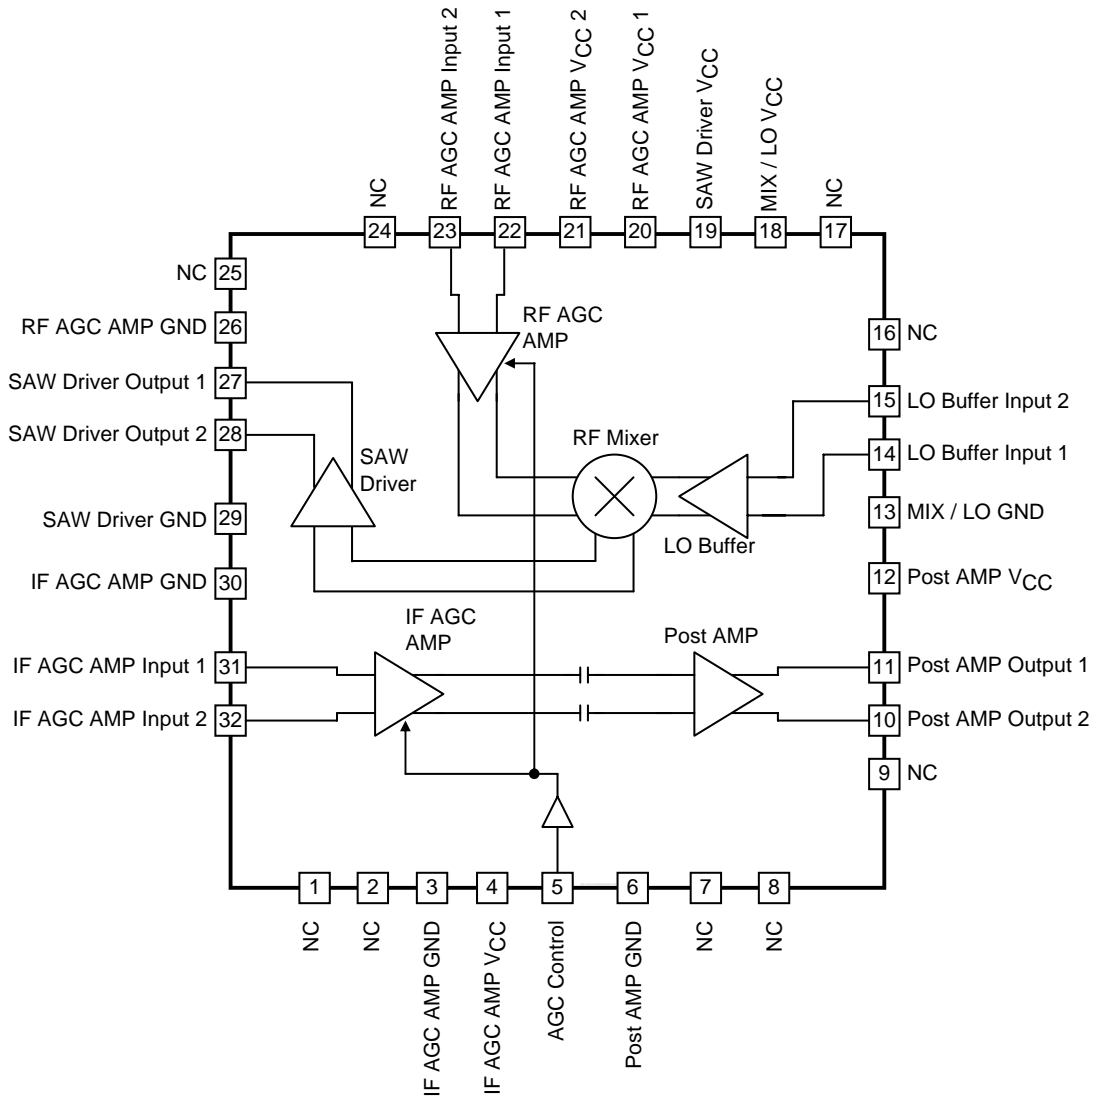 RF AGC AMP Input 2
RF AGC AMP Input 1
RF AGC AMP VCC 2
RF AGC AMP VCC 1
SAW Driver VCC
MIX / LO VCC
NC
NC
24
23
22
21
20
19
18
17
NC 25
RF AGC AMP GND 26
SAW Driver Output 1 27
SAW Driver Output 2 28
SAW Driver GND 29
IF AGC AMP GND 30
IF AGC AMP Input 1 31
IF AGC AMP Input 2 32
RF AGC
AMP
RF Mixer
SAW
Driver
LO Buffer
IF AGC
AMP
Post AMP
16 NC
15 LO Buffer Input 2
14 LO Buffer Input 1
13 MIX / LO GND
12 Post AMP VCC
11 Post AMP Output 1
10 Post AMP Output 2
9 NC
1
2
3
4
5
6
7
8
NC
NC
IF AGC AMP GND
IF AGC AMP VCC
AGC Control
Post AMP GND
NC
NC